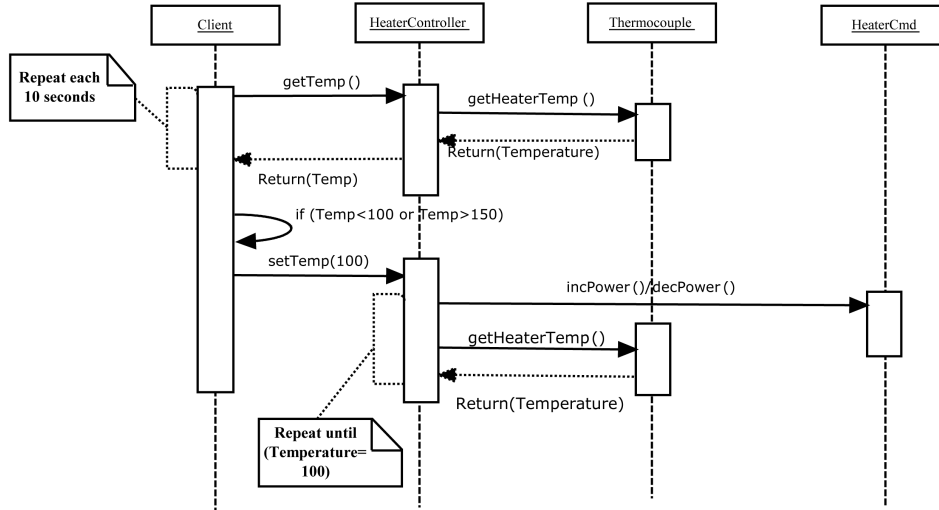 Client
HeaterController
Thermocouple
HeaterCmd
Repeat each
10 seconds
getTemp()
getHeaterTemp()
Return(Temperature)
Return(Temp)
if (Temp<100 or Temp>150)
setTemp(100)
incPower()/decPower()
getHeaterTemp()
Return(Temperature)
Repeat until
(Temperature=
100)